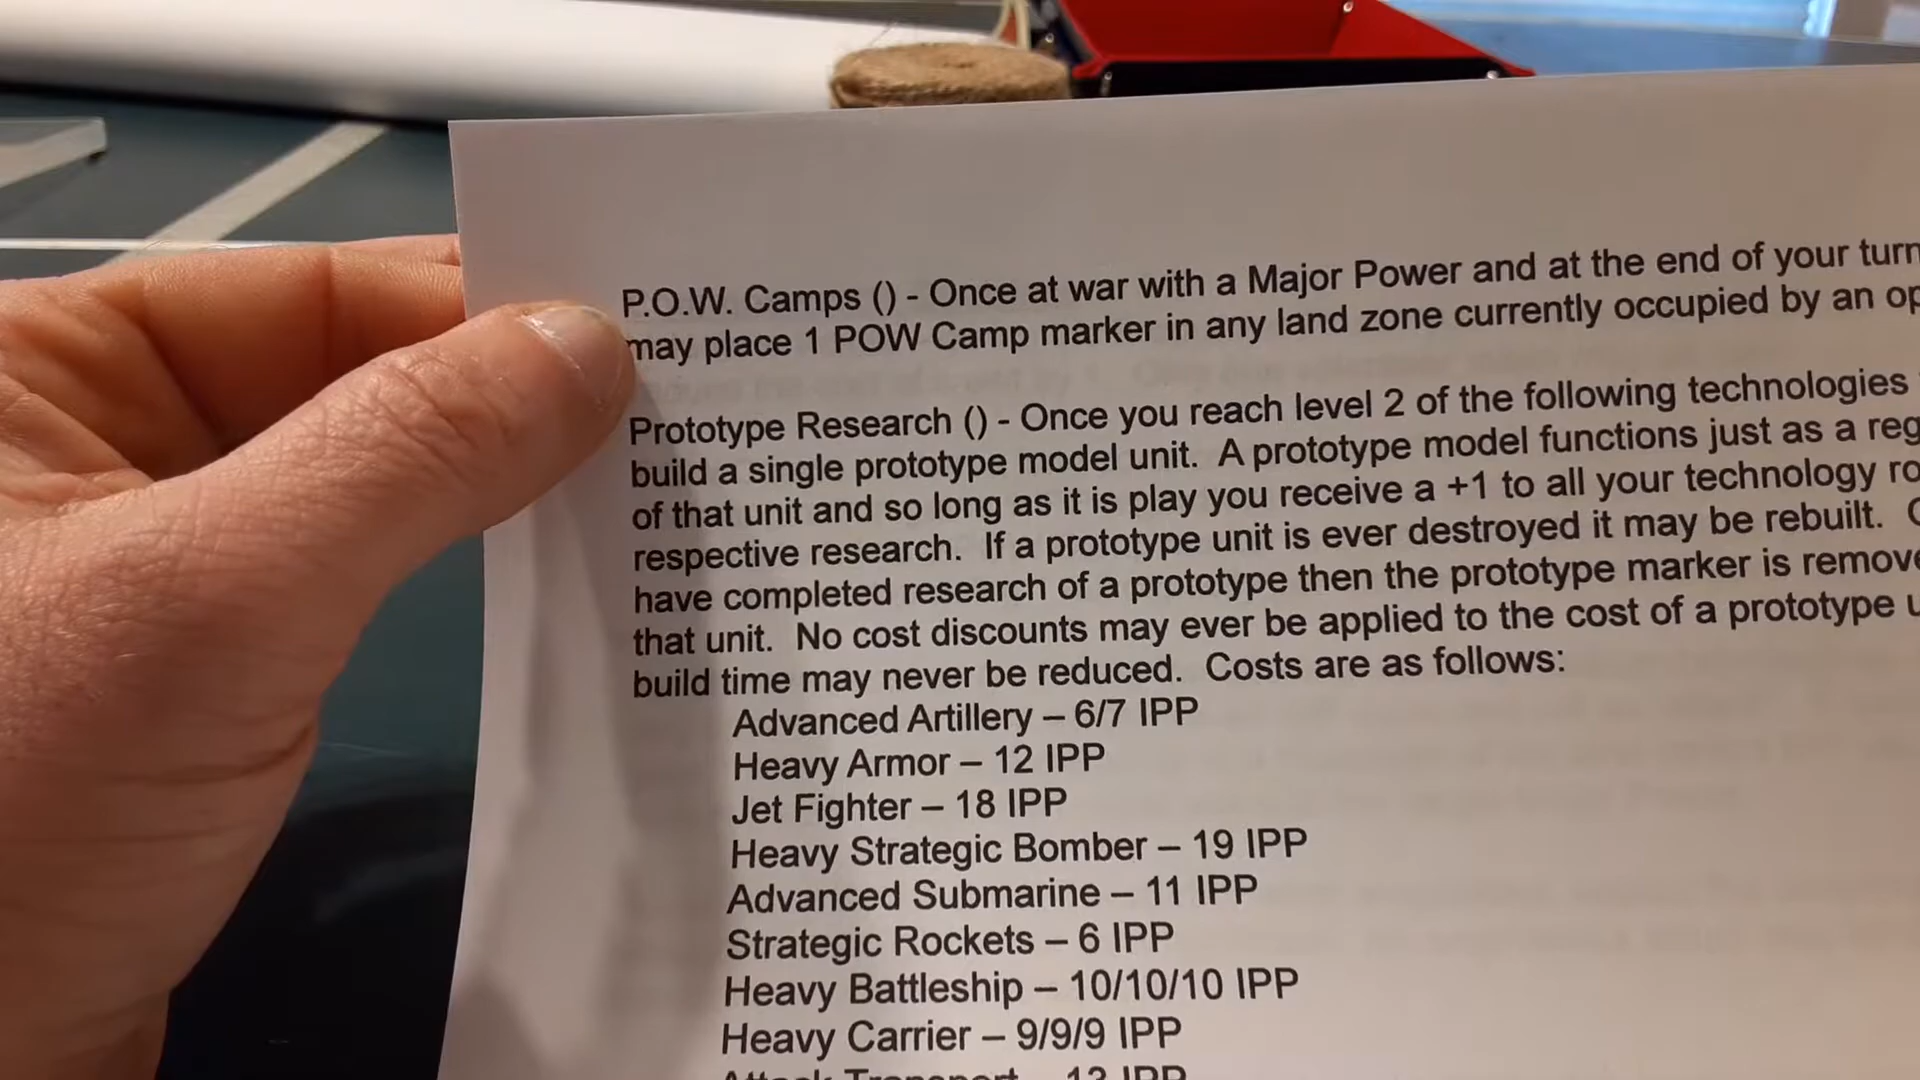 P.O.W. Camps () - Once at war with a Major Power and at the end of your turn
may place 1 POW Camp marker in any land zone currently occupied by an
Prototype Research () - Once you reach level 2 of the following technologies
build a single prototype model unit. A prototype model functions just as a
of that unit and so long as it is play you receive a +1 to all your technology
respective research. If a prototype unit is ever destroyed it may be rebuilt.
have completed research of a prototype then the prototype marker is
that unit. No cost discounts may ever be applied to the cost of a prototype
build time may never be reduced. Costs are as follows:
Advanced Artillery – 6/7 IPP
Heavy Armor – 12 IPP
Jet Fighter – 18 IPP
Heavy Strategic Bomber – 19 IPP
Advanced Submarine – 11 IPP
Strategic Rockets – 6 IPP
Heavy Battleship – 10/10/10 IPP
Heavy Carrier – 9/9/9 IPP
Attack Transport